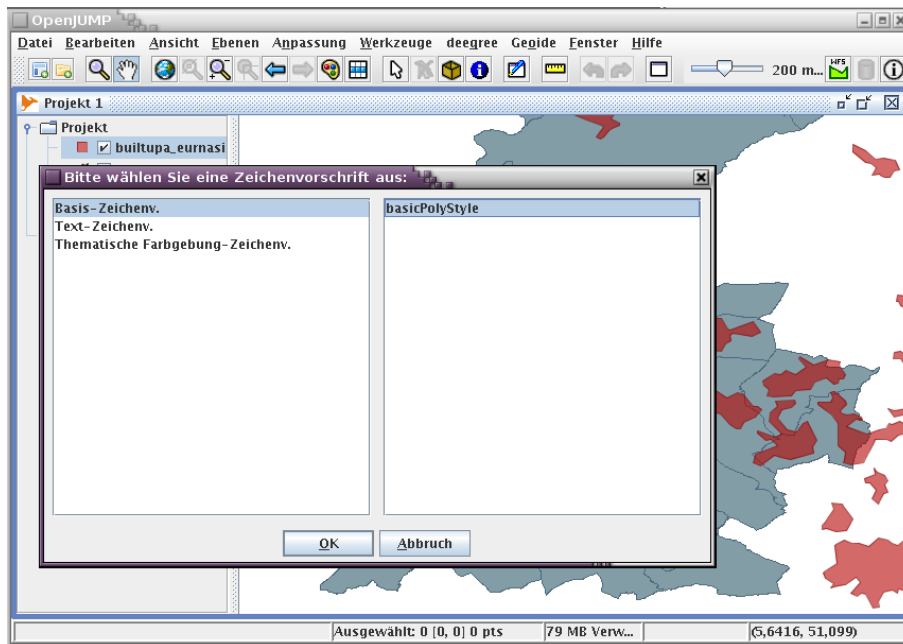 OpenJUMP
Datei Bearbeiten Ansicht Ebenen Anpassung Werkzeuge deegree Geoide Fenster Hilfe
200 m... WFS
Projekt 1
Projekt
builtupa_eurnasi
Bitte wählen Sie eine Zeichenvorschrift aus:
Basis-Zeichenv.
Text-Zeichenv.
Thematische Farbgebung-Zeichenv.
basicPolyStyle
OK Abbruch
Ausgewählt: 0 [0, 0] 0 pts 79 MB Verw... (5,6416, 51,099)